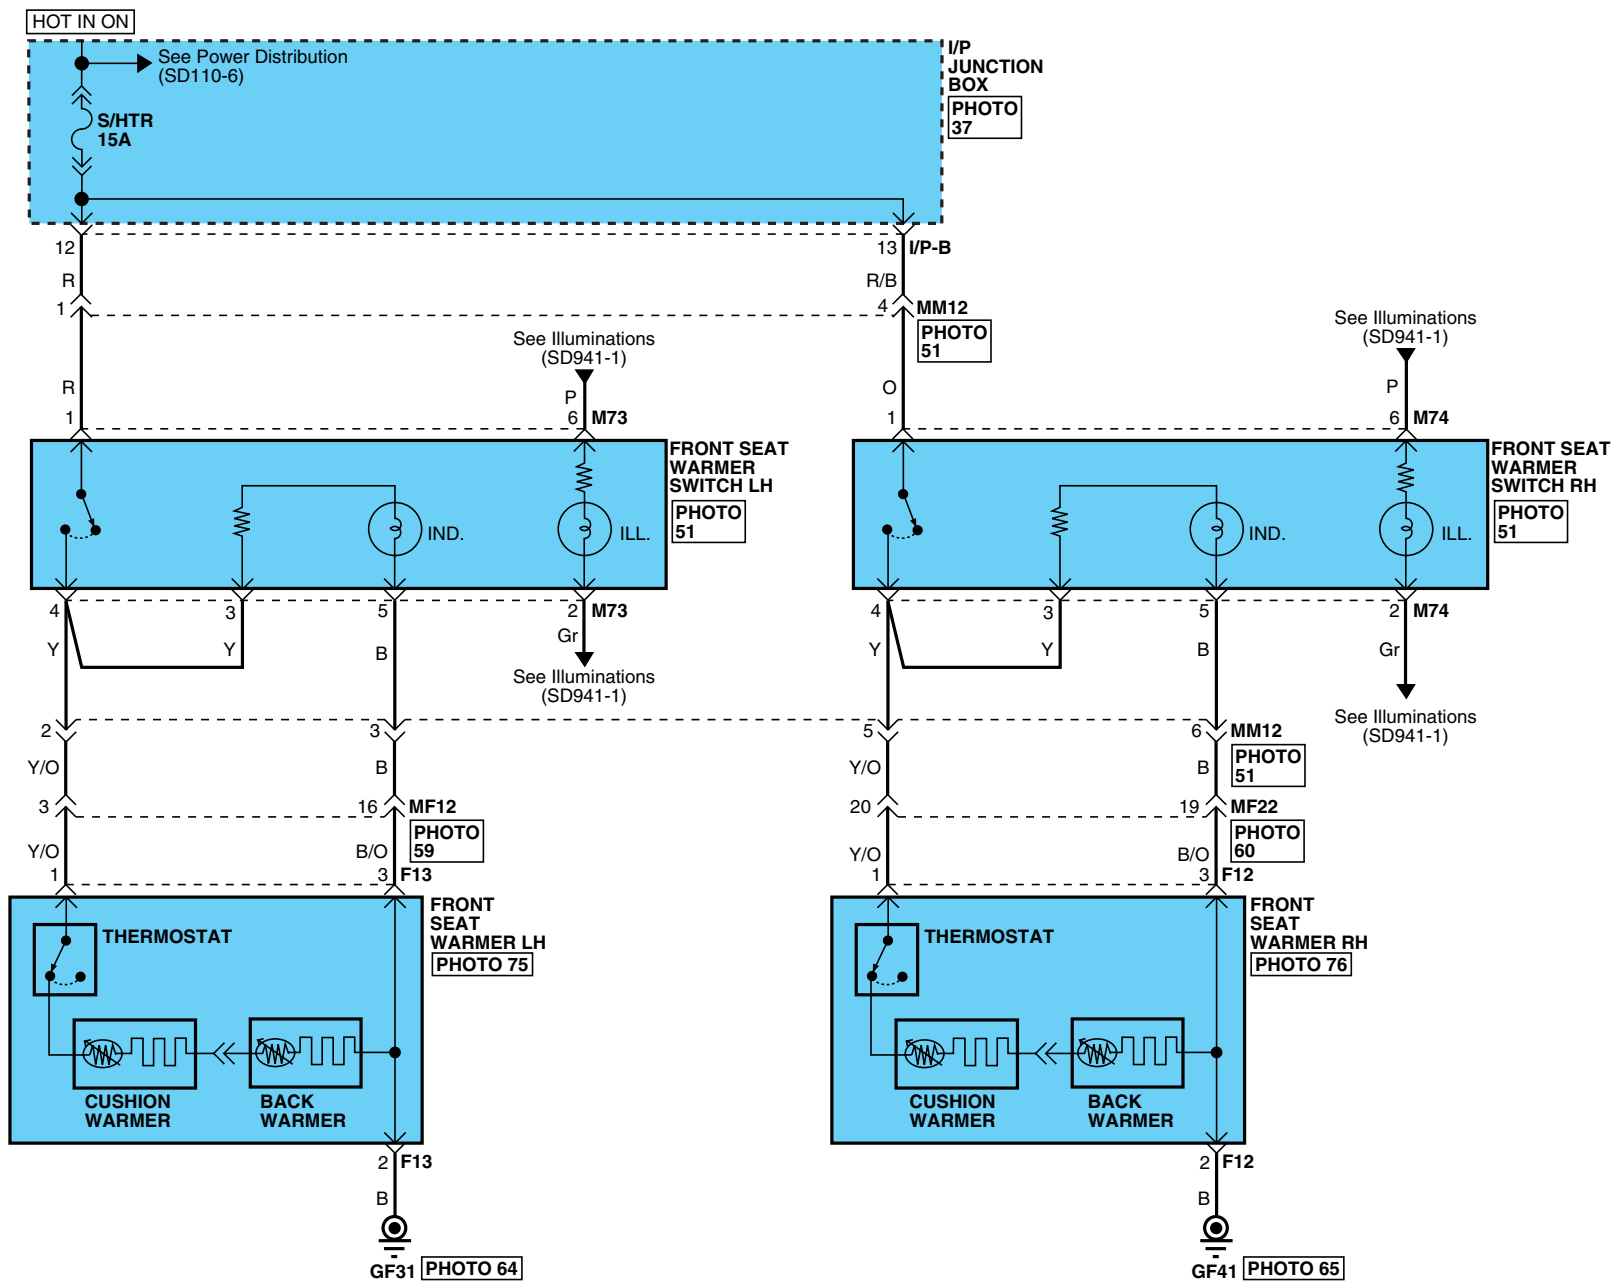 HOT IN ON
See Power Distribution
(SD110-6)
S/HTR
15A
I/P
JUNCTION
BOX
PHOTO
37
12
13 I/P-B
R
R/B
1
4 MM12
PHOTO
51
See Illuminations
(SD941-1)
See Illuminations
(SD941-1)
R
P
O
P
1
6 M73
1
6 M74
FRONT SEAT
WARMER
SWITCH LH
PHOTO
51
IND.
ILL.
FRONT SEAT
WARMER
SWITCH RH
PHOTO
51
IND.
ILL.
4
3
5
2 M73
4
3
5
2 M74
Y
Y
B
Gr
Y
Y
B
Gr
See Illuminations
(SD941-1)
See Illuminations
(SD941-1)
2
3
5
6 MM12
PHOTO
51
Y/O
B
Y/O
B
3
16 MF12
PHOTO
59
20
19 MF22
PHOTO
60
Y/O
B/O
Y/O
B/O
1
3 F13
1
3 F12
FRONT
SEAT
WARMER LH
PHOTO 75
THERMOSTAT
CUSHION
WARMER
BACK
WARMER
FRONT
SEAT
WARMER RH
PHOTO 76
THERMOSTAT
CUSHION
WARMER
BACK
WARMER
2 F13
2 F12
B
B
GF31 PHOTO 64
GF41 PHOTO 65